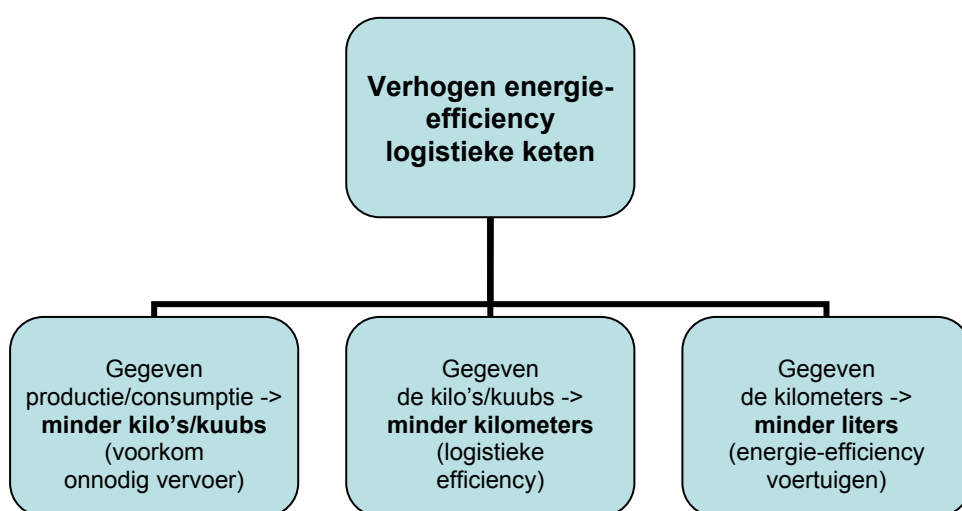 Verhogen energie-
efficiency
logistieke keten
Gegeven
productie/consumptie ->
minder kilo's/kuubs
(voorkom
onnodig vervoer)
Gegeven
de kilo's/kuubs ->
minder kilometers
(logistieke
efficiency)
Gegeven
de kilometers ->
minder liters
(energie-efficiency
voertuigen)